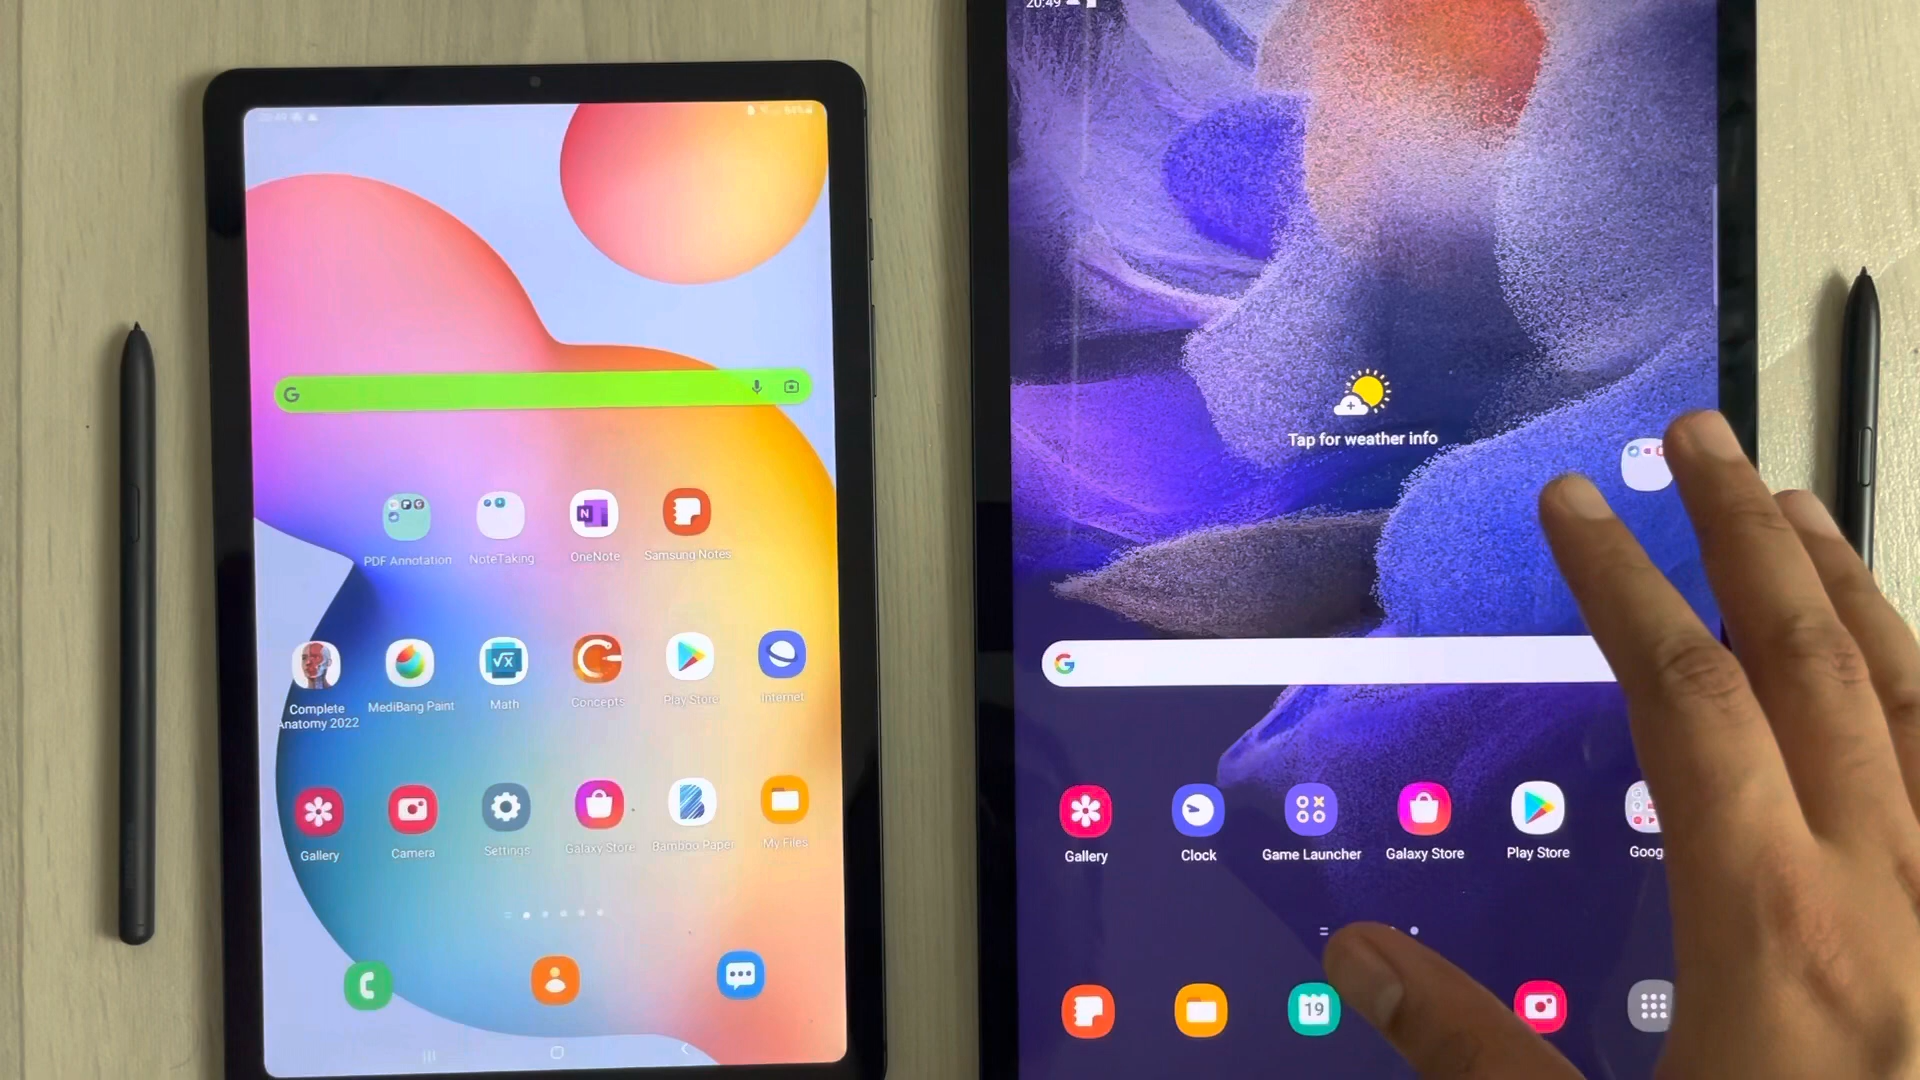 20:49
PDF Annotation
NoteTaking
OneNote
Samsung Notes
Complete
Anatomy 2022
MediBang Paint
Math
Concepts
Play Store
Internet
Gallery
Camera
Settings
Galaxy Store
Bamboo Paper
My Files
20:49
Tap for weather info
Gallery
Clock
Game Launcher
Galaxy Store
Play Store
Goog
19